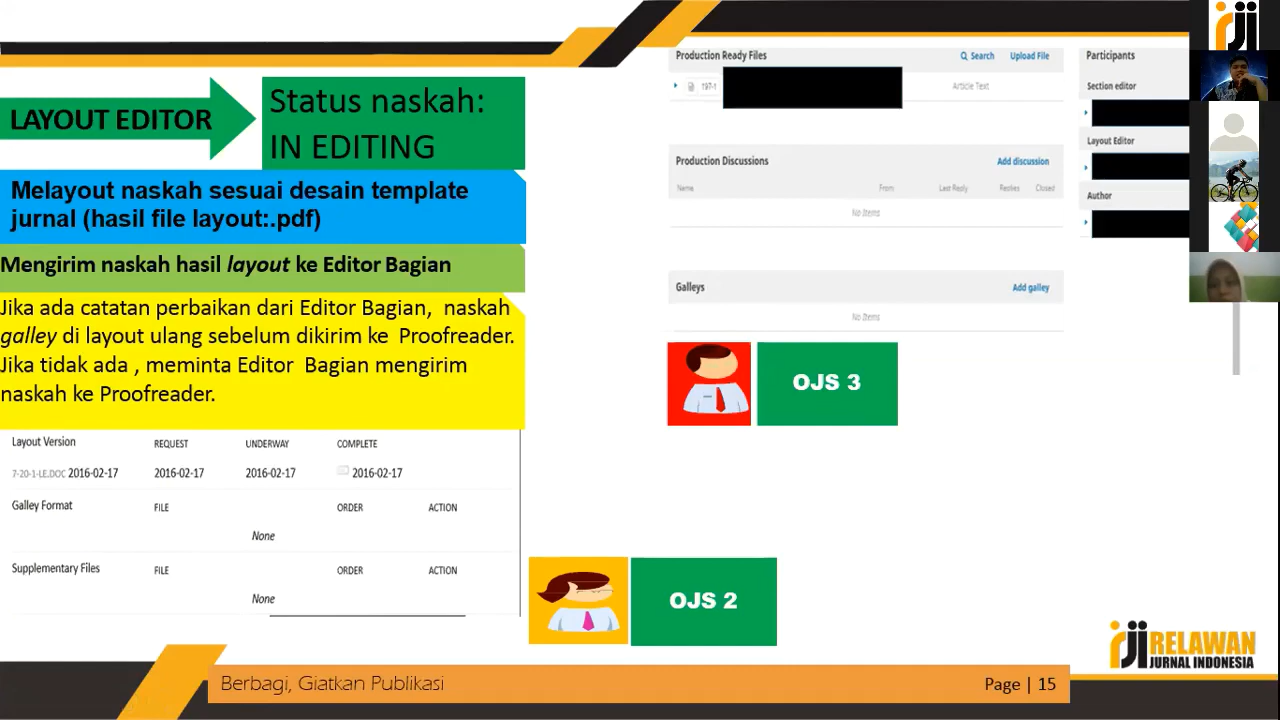 LAYOUT EDITOR
Status naskah:
IN EDITING
Melayout naskah sesuai desain template
jurnal (hasil file layout:.pdf)
Mengirim naskah hasil layout ke Editor Bagian
Jika ada catatan perbaikan dari Editor Bagian, naskah
galley di layout ulang sebelum dikirim ke Proofreader.
Jika tidak ada , meminta Editor Bagian mengirim
naskah ke Proofreader.
Layout Version REQUEST UNDERWAY COMPLETE
7-20-1-LE.DOC 2016-02-17 2016-02-17 2016-02-17 2016-02-17
Galley Format FILE ORDER ACTION
None
Supplementary Files FILE ORDER ACTION
None
OJS 2
Production Ready Files Search Upload File
197-1 Article Text
Production Discussions Add discussion
Name From Last Reply Replies Closed
No Items
Galleys Add galley
No Items
OJS 3
Participants
Section editor
Layout Editor
Author
rji
rji RELAWAN
JURNAL INDONESIA
Berbagi, Giatkan Publikasi
Page | 15